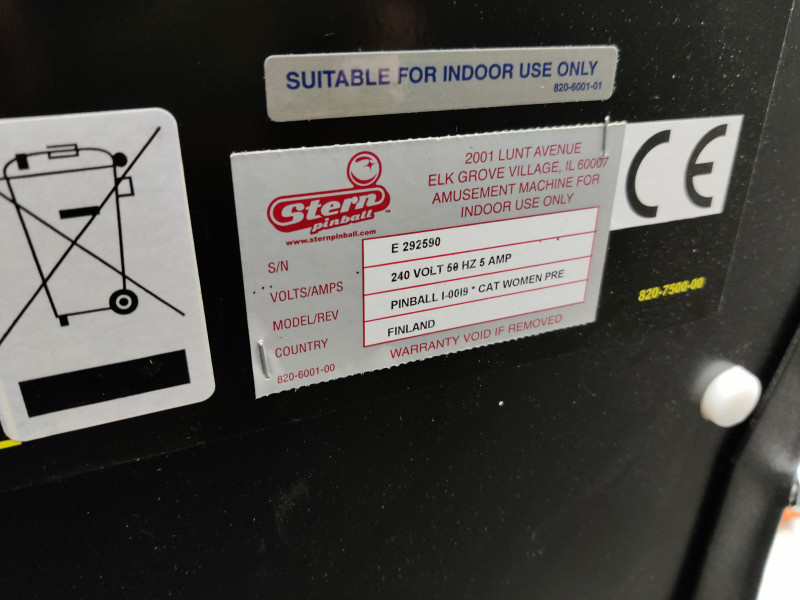 SUITABLE FOR INDOOR USE ONLY
820-6001-01
Stern
pinball™
www.sternpinball.com
2001 LUNT AVENUE
ELK GROVE VILLAGE, IL 60007
AMUSEMENT MACHINE FOR
INDOOR USE ONLY
CE
S/N E 292590
VOLTS/AMPS 240 VOLT 50 HZ 5 AMP
MODEL/REV PINBALL I-00I9 * CAT WOMEN PRE
COUNTRY FINLAND
820-6001-00
WARRANTY VOID IF REMOVED
820-7500-00